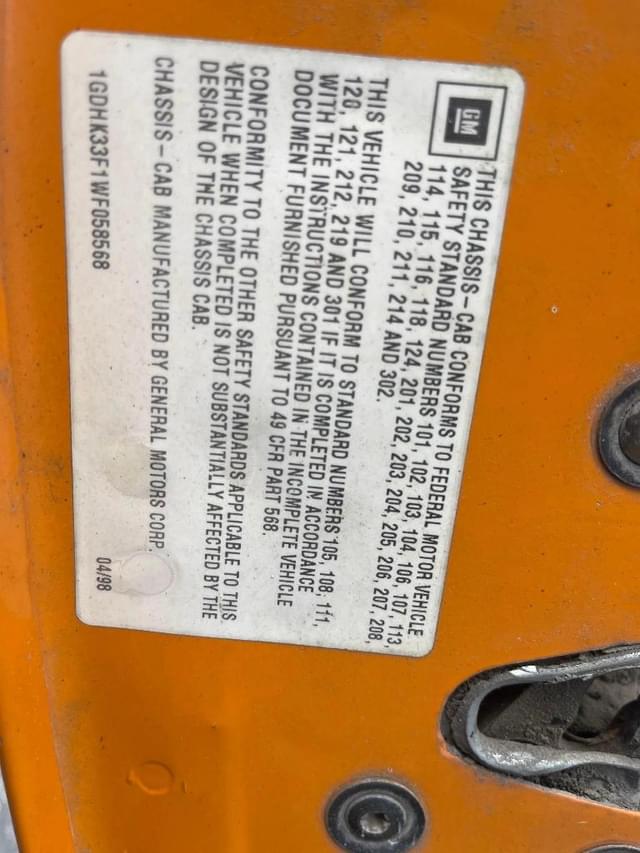 GM
THIS CHASSIS-CAB CONFORMS TO FEDERAL MOTOR VEHICLE
SAFETY STANDARD NUMBERS 101, 102, 103, 104, 106, 107, 113,
114, 115, 116, 118, 124, 201, 202, 203, 204, 205, 206, 207, 208,
209, 210, 211, 214 AND 302.
THIS VEHICLE WILL CONFORM TO STANDARD NUMBERS 105, 108, 111,
120, 121, 212, 219 AND 301 IF IT IS COMPLETED IN ACCORDANCE
WITH THE INSTRUCTIONS CONTAINED IN THE INCOMPLETE VEHICLE
DOCUMENT FURNISHED PURSUANT TO 49 CFR PART 568.
CONFORMITY TO THE OTHER SAFETY STANDARDS APPLICABLE TO THIS
VEHICLE WHEN COMPLETED IS NOT SUBSTANTIALLY AFFECTED BY THE
DESIGN OF THE CHASSIS CAB.
CHASSIS-CAB MANUFACTURED BY GENERAL MOTORS CORP.
1GDHK33F1WF058568 04/98